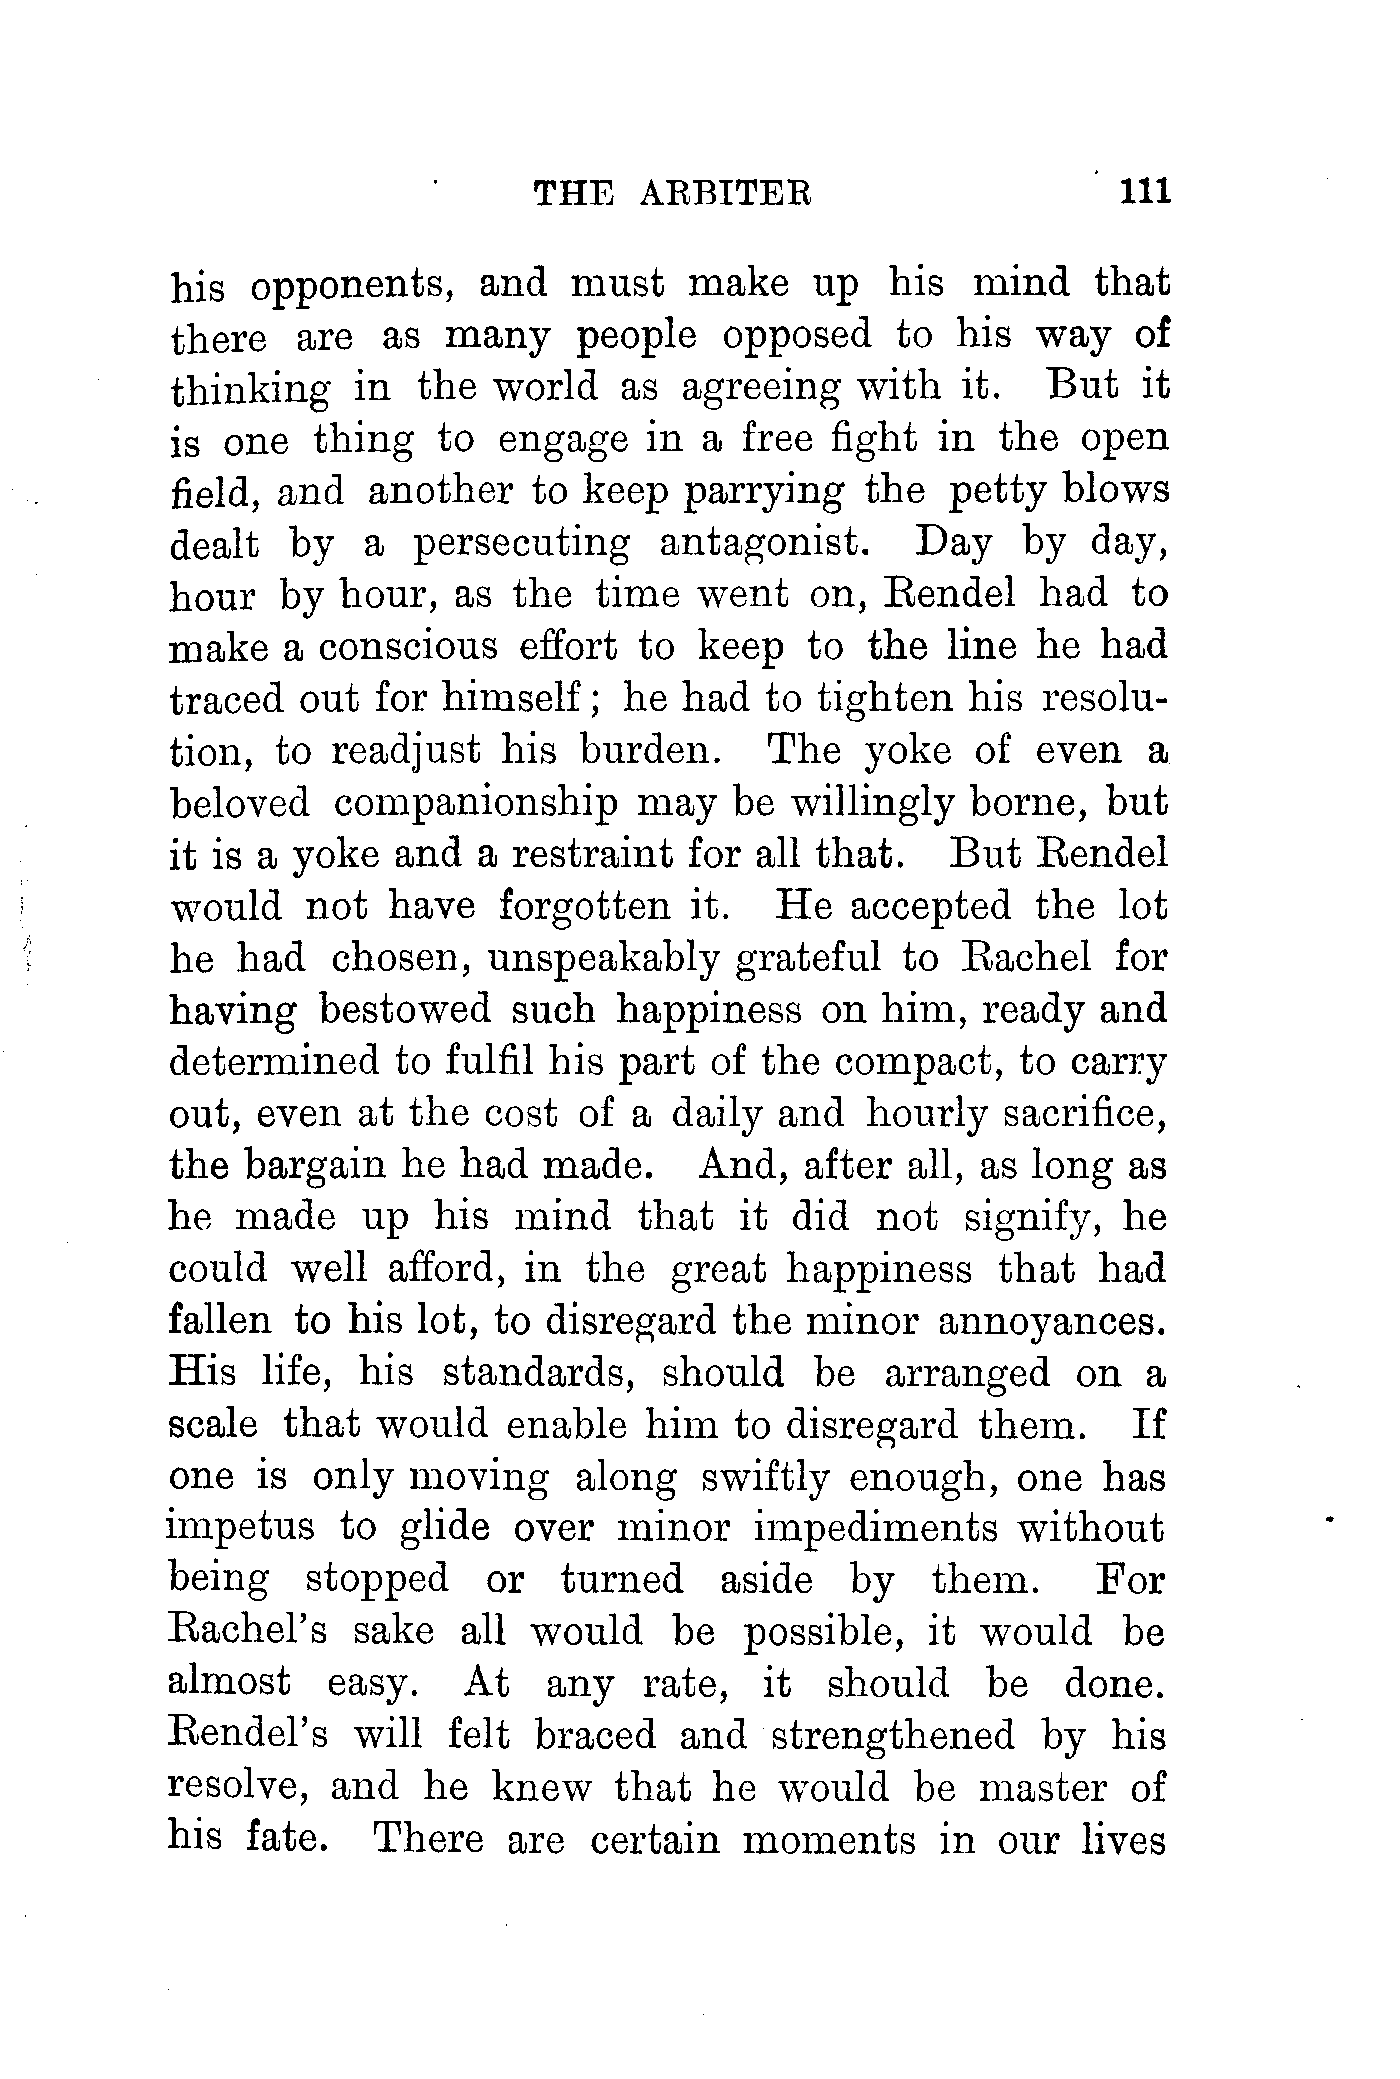 THE ARBITER 111
his opponents, and must make up his mind that
there are as many people opposed to his way of
thinking in the world as agreeing with it. But it
is one thing to engage in a free fight in the open
field, and another to keep parrying the petty blows
dealt by a persecuting antagonist. Day by day,
hour by hour, as the time went on, Rendel had to
make a conscious effort to keep to the line he had
traced out for himself; he had to tighten his resolu-
tion, to readjust his burden. The yoke of even a
beloved companionship may be willingly borne, but
it is a yoke and a restraint for all that. But Rendel
would not have forgotten it. He accepted the lot
he had chosen, unspeakably grateful to Rachel for
having bestowed such happiness on him, ready and
determined to fulfil his part of the compact, to carry
out, even at the cost of a daily and hourly sacrifice,
the bargain he had made. And, after all, as long as
he made up his mind that it did not signify, he
could well afford, in the great happiness that had
fallen to his lot, to disregard the minor annoyances.
His life, his standards, should be arranged on a
scale that would enable him to disregard them. If
one is only moving along swiftly enough, one has
impetus to glide over minor impediments without
being stopped or turned aside by them. For
Rachel's sake all would be possible, it would be
almost easy. At any rate, it should be done.
Rendel's will felt braced and strengthened by his
resolve, and he knew that he would be master of
his fate. There are certain moments in our lives